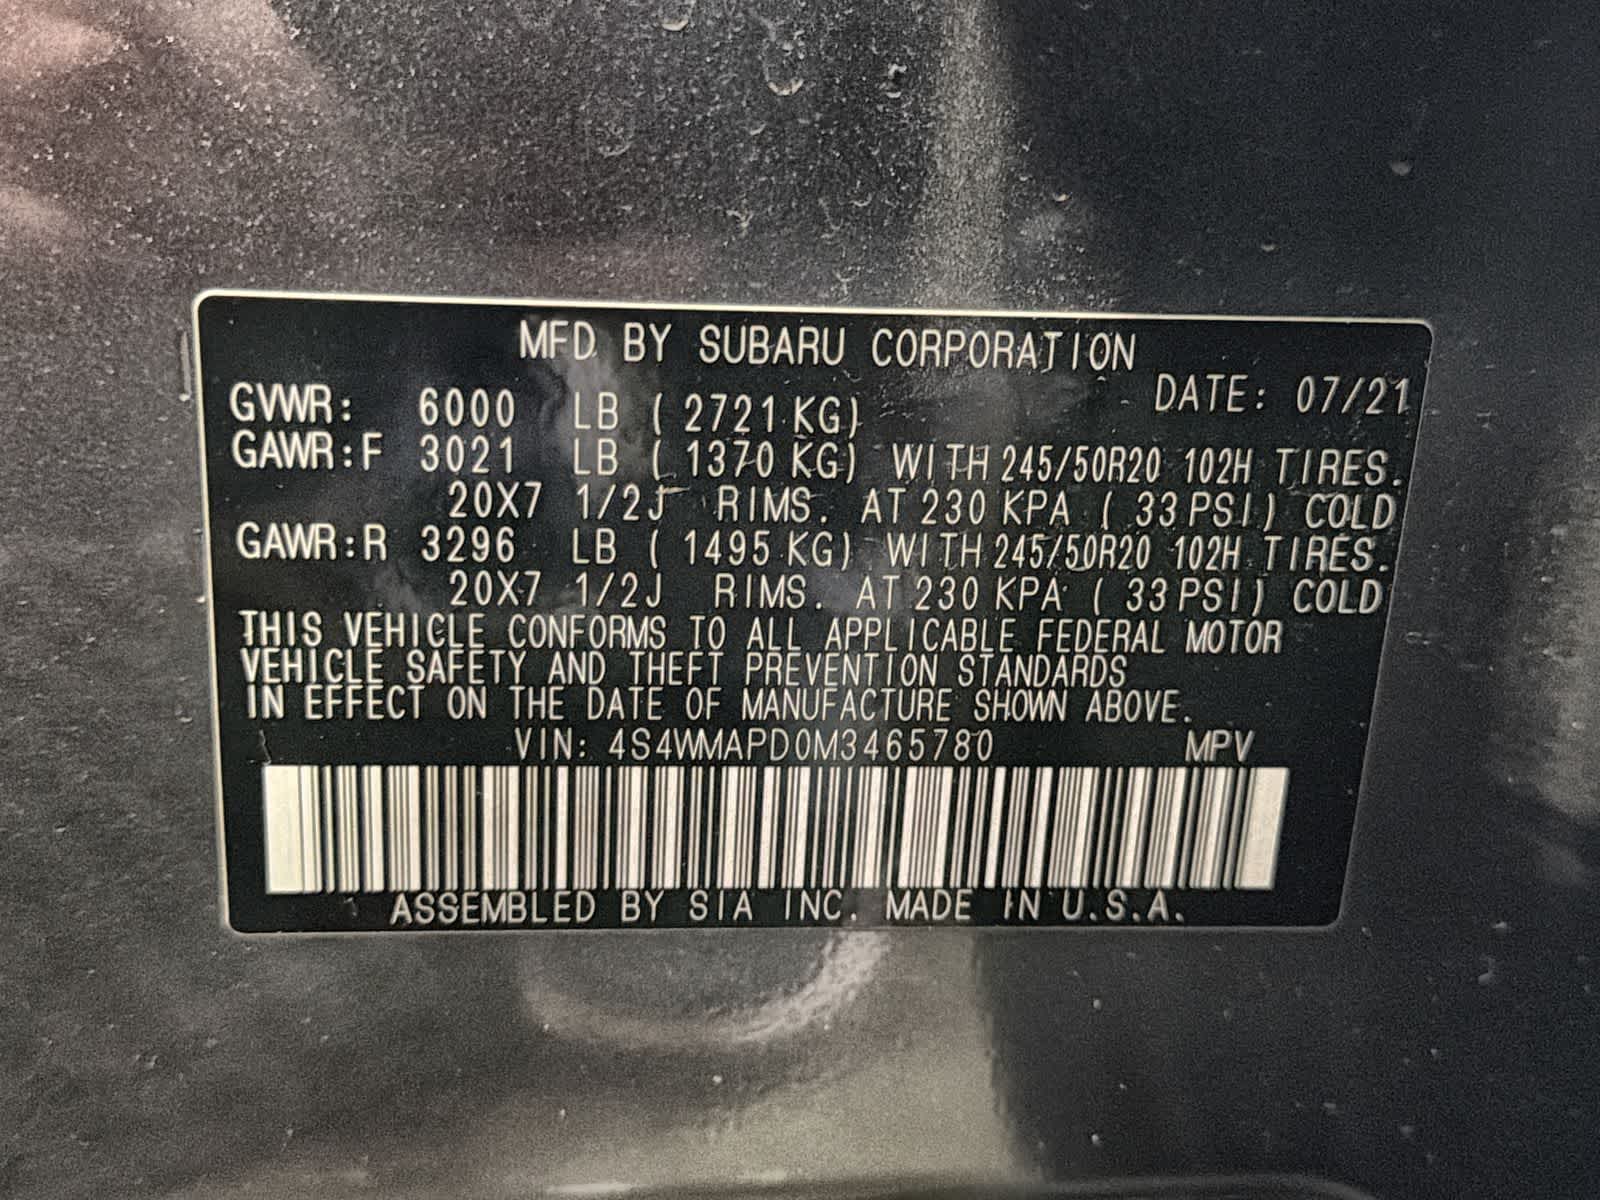 MFD. BY SUBARU CORPORATION
DATE: 07/21
GVWR: 6000 LB ( 2721 KG)
GAWR:F 3021 LB ( 1370 KG) WITH 245/50R20 102H TIRES.
20X7 1/2J RIMS. AT 230 KPA ( 33 PSI) COLD
GAWR:R 3296 LB ( 1495 KG) WITH 245/50R20 102H TIRES.
20X7 1/2J RIMS. AT 230 KPA ( 33 PSI) COLD
THIS VEHICLE CONFORMS TO ALL APPLICABLE FEDERAL MOTOR
VEHICLE SAFETY AND THEFT PREVENTION STANDARDS
IN EFFECT ON THE DATE OF MANUFACTURE SHOWN ABOVE.
VIN: 4S4WMAPD0M3465780 MPV
ASSEMBLED BY SIA INC. MADE IN U.S.A.